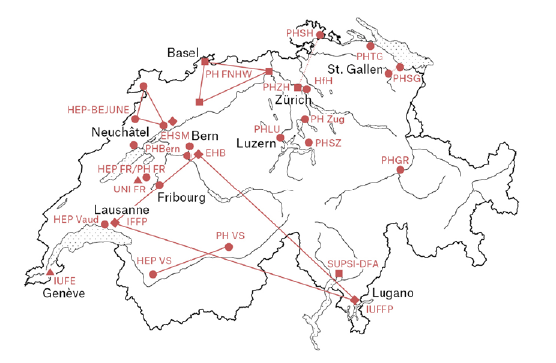 PHSH
Basel
PHTG
St. Gallen
PH FNHW
PHSG
PHZH
HfH
Zürich
HEP-BEJUNE
PH Zug
Neuchâtel
EHSM
Bern
PHLU
PHBern
EHB
Luzern
PHSZ
HEP FR/PH FR
PHGR
UNI FR
Fribourg
Lausanne
HEP Vaud
IFFP
PH VS
SUPSI-DFA
HEP VS
IUFE
Genève
Lugano
IUFFP